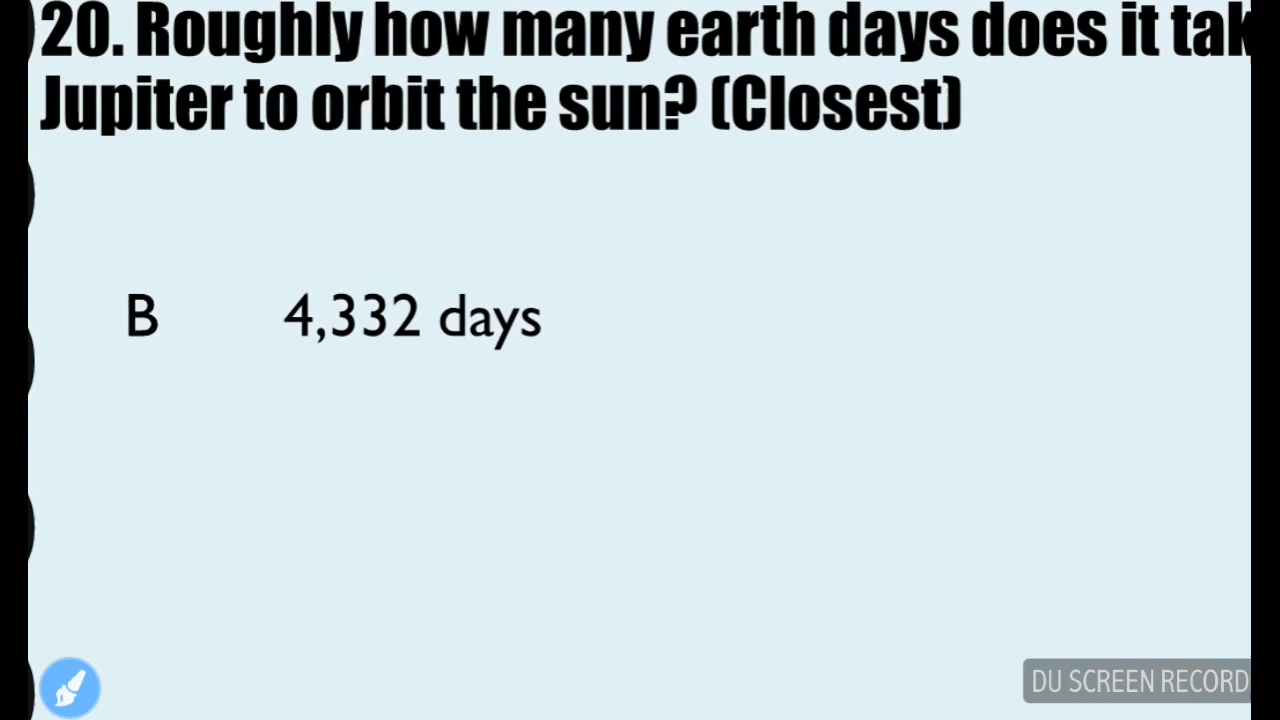 20. Roughly how many earth days does it tak
Jupiter to orbit the sun? (Closest)
B 4,332 days
DU SCREEN RECORD